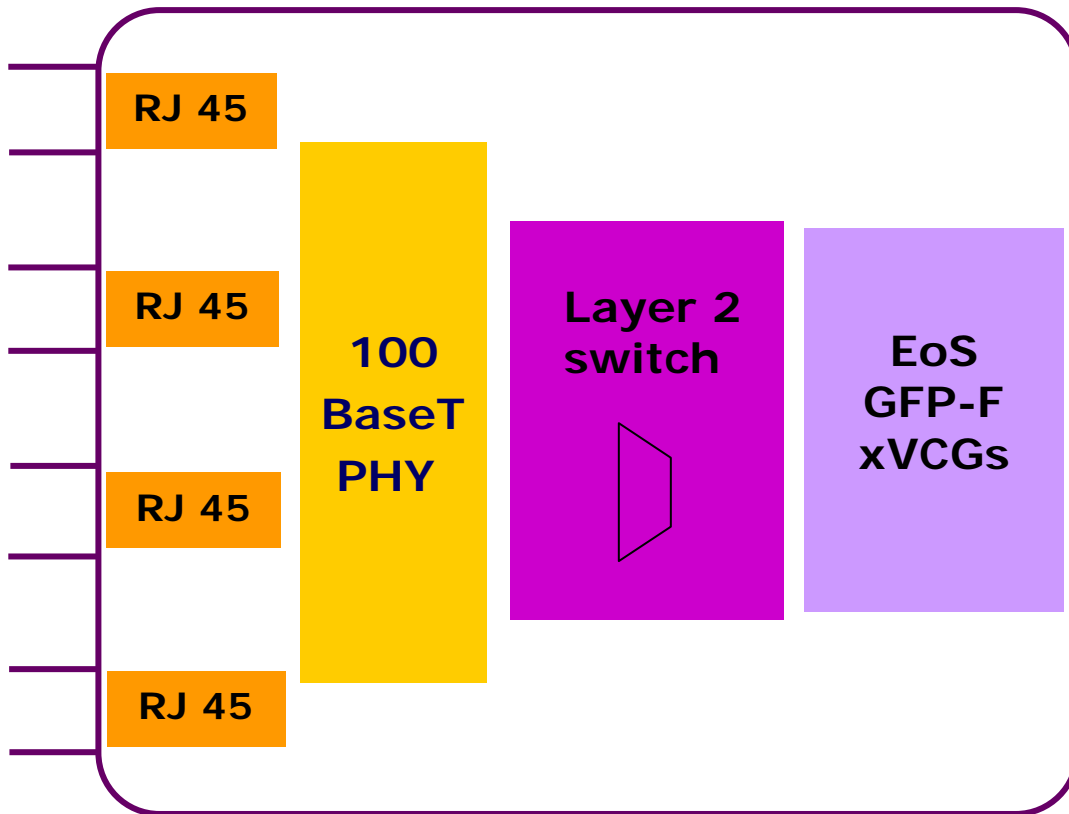 RJ 45
RJ 45
RJ 45
RJ 45
100
BaseT
PHY
Layer 2
switch
EoS
GFP-F
xVCGs